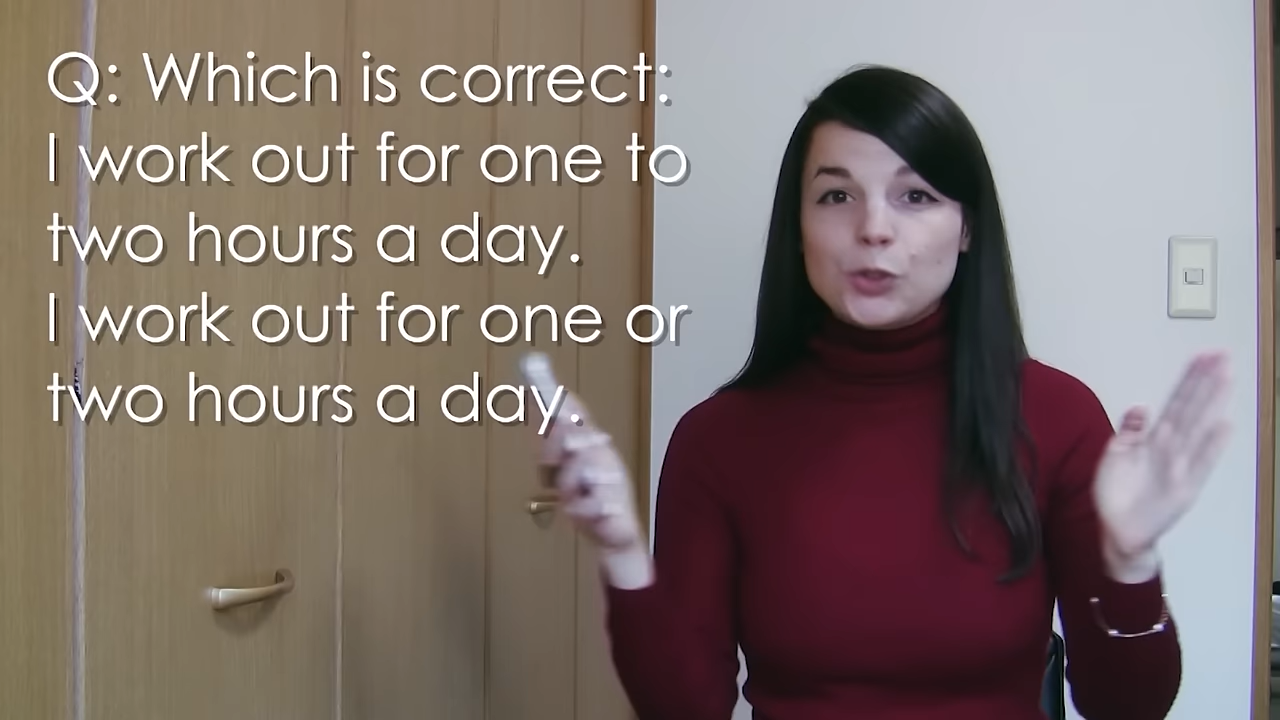 Q: Which is correct:
I work out for one to
two hours a day.
I work out for one or
two hours a day.